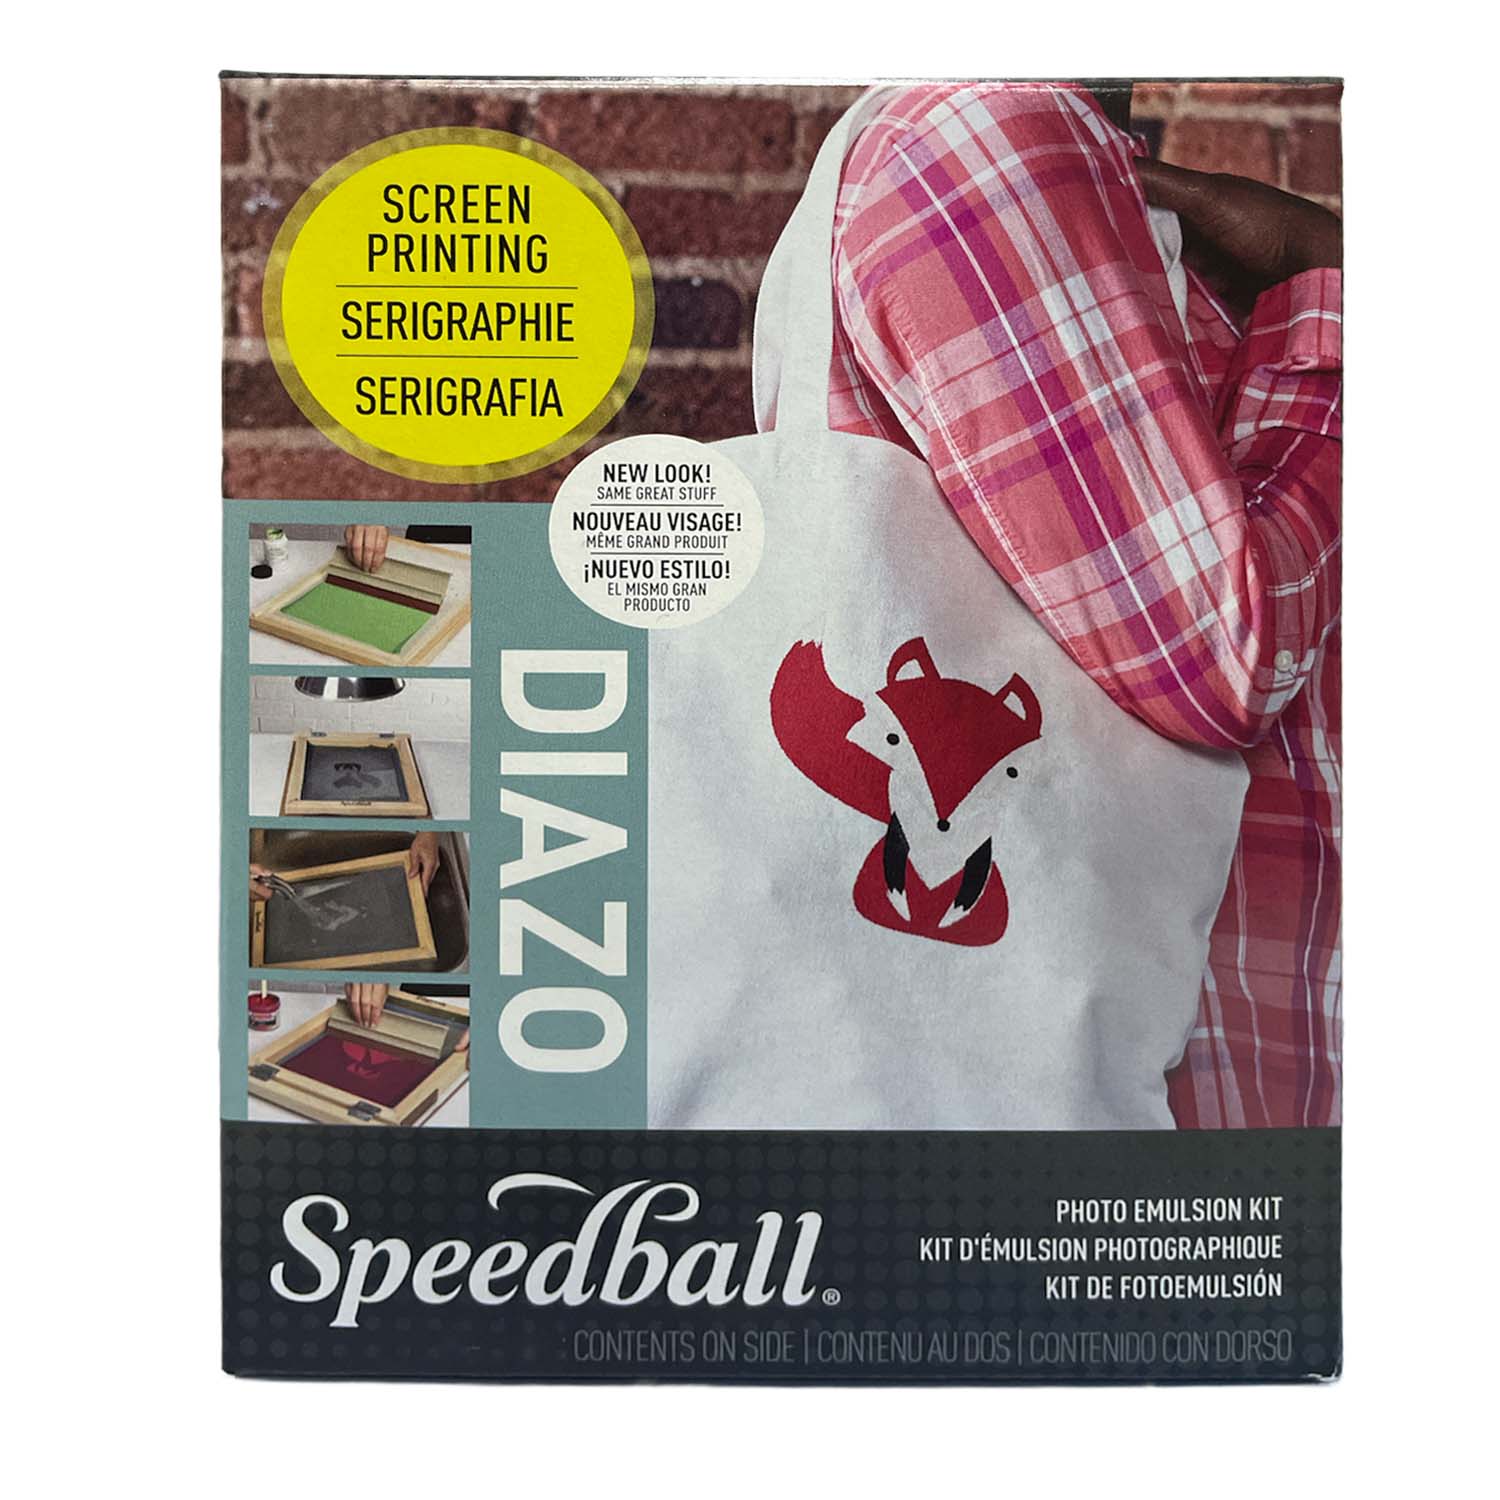 SCREEN
PRINTING
SERIGRAPHIE
SERIGRAFIA
NEW LOOK!
SAME GREAT STUFF
NOUVEAU VISAGE!
MÊME GRAND PRODUIT
¡NUEVO ESTILO!
EL MISMO GRAN
PRODUCTO
DIAZO
Speedball
Speedball®
PHOTO EMULSION KIT
KIT D'ÉMULSION PHOTOGRAPHIQUE
KIT DE FOTOEMULSIÓN
CONTENTS ON SIDE | CONTENU AU DOS | CONTENIDO CON DORSO